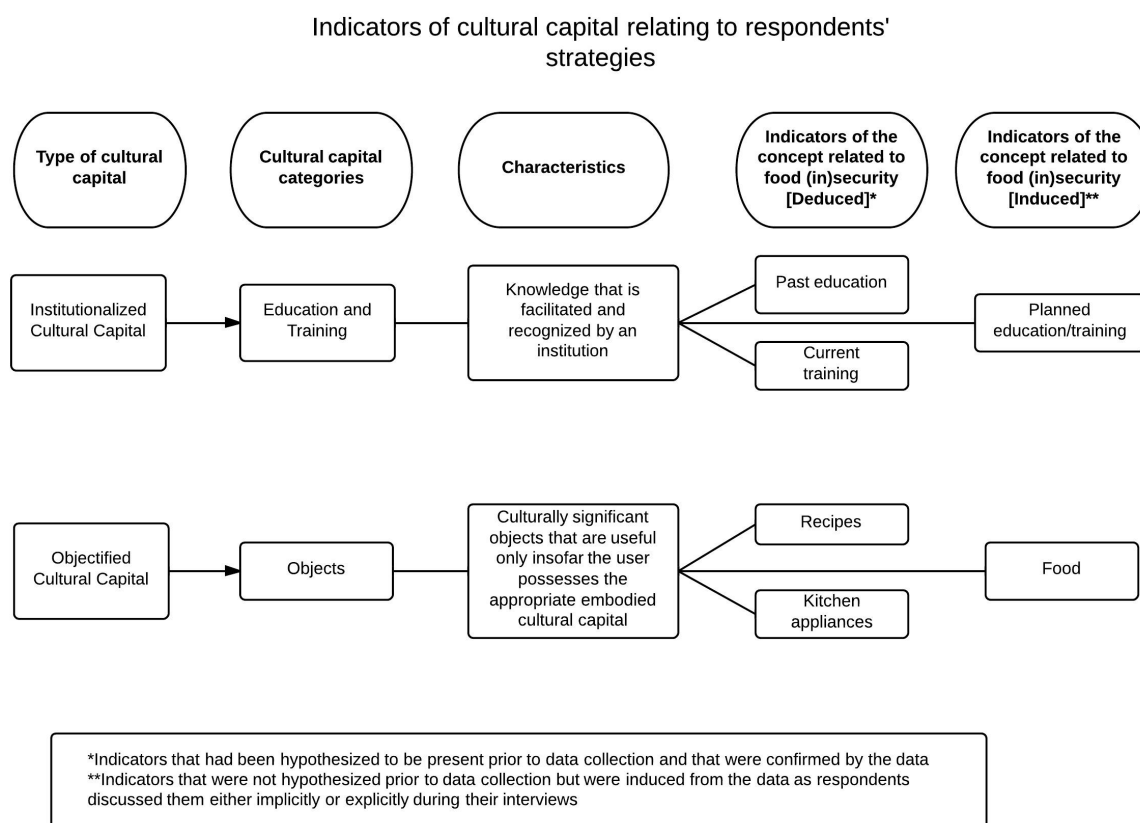 Indicators of cultural capital relating to respondents'
strategies
Type of cultural
capital
Cultural capital
categories
Characteristics
Indicators of the
concept related to
food (in)security
[Deduced]*
Indicators of the
concept related to
food (in)security
[Induced]**
Institutionalized
Cultural Capital
Education and
Training
Knowledge that is
facilitated and
recognized by an
institution
Past education
Current
training
Planned
education/training
Objectified
Cultural Capital
Objects
Culturally significant
objects that are useful
only insofar the user
possesses the
appropriate embodied
cultural capital
Recipes
Kitchen
appliances
Food
*Indicators that had been hypothesized to be present prior to data collection and that were confirmed by the data
**Indicators that were not hypothesized prior to data collection but were induced from the data as respondents
discussed them either implicitly or explicitly during their interviews